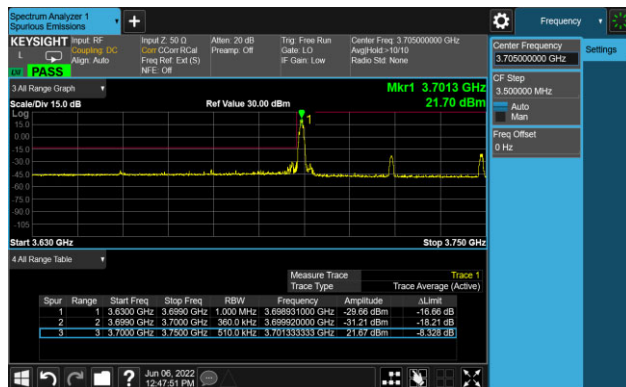 Spectrum Analyzer 1
Spurious Emissions
Frequency
KEYSIGHT Input: RF Input Z: 50 Ω Atten: 20 dB Trig: Free Run Center Freq: 3.705000000 GHz
L Coupling: DC Corr CCorr RCal Preamp: Off Gate: LO Avg|Hold:>10/10
Align: Auto Freq Ref: Ext (S) IF Gain: Low Radio Std: None
NFE: Off
PASS
Center Frequency
3.705000000 GHz
Settings
CF Step
3.500000 MHz
Auto
Man
Freq Offset
0 Hz
3 All Range Graph
Mkr1 3.7013 GHz
Scale/Div 15.0 dB Ref Value 30.00 dBm 21.70 dBm
Log
15.0
0.00
-15.0
-30.0
-45.0
-60.0
-75.0
-90.0
-105
1
Start 3.630 GHz Stop 3.750 GHz
4 All Range Table
Measure Trace Trace 1
Trace Type Trace Average (Active)
Spur Range Start Freq Stop Freq RBW Frequency Amplitude ΔLimit
1 1 3.6300 GHz 3.6990 GHz 1.000 MHz 3.698931000 GHz -29.66 dBm -16.66 dB
2 2 3.6990 GHz 3.7000 GHz 360.0 kHz 3.699920000 GHz -31.21 dBm -18.21 dB
3 3 3.7000 GHz 3.7500 GHz 510.0 kHz 3.701333333 GHz 21.67 dBm -8.328 dB
Jun 06, 2022
12:47:51 PM